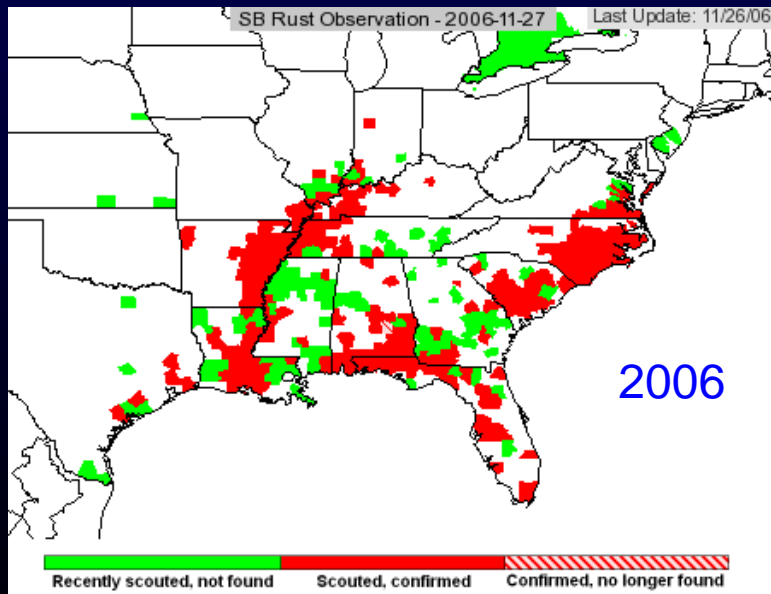 SB Rust Observation - 2006-11-27
Last Update: 11/26/06
2006
Recently scouted, not found
Scouted, confirmed
Confirmed, no longer found